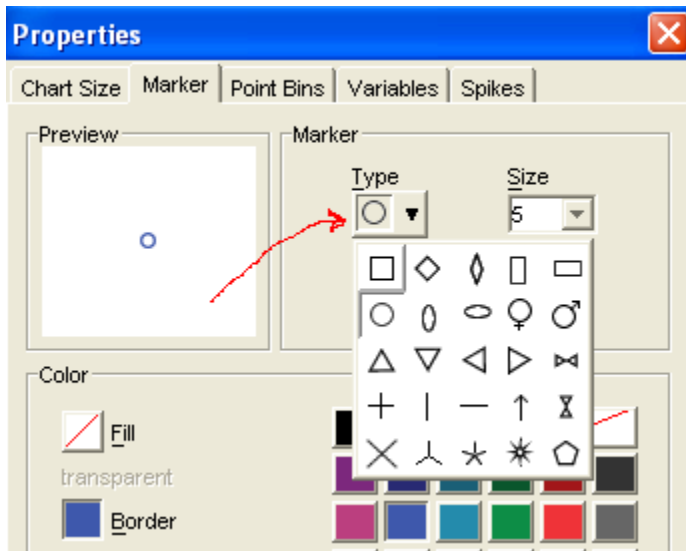 Properties
Chart Size Marker Point Bins Variables Spikes
Preview
Marker
Type Size
5
Color
Fill
transparent
Border